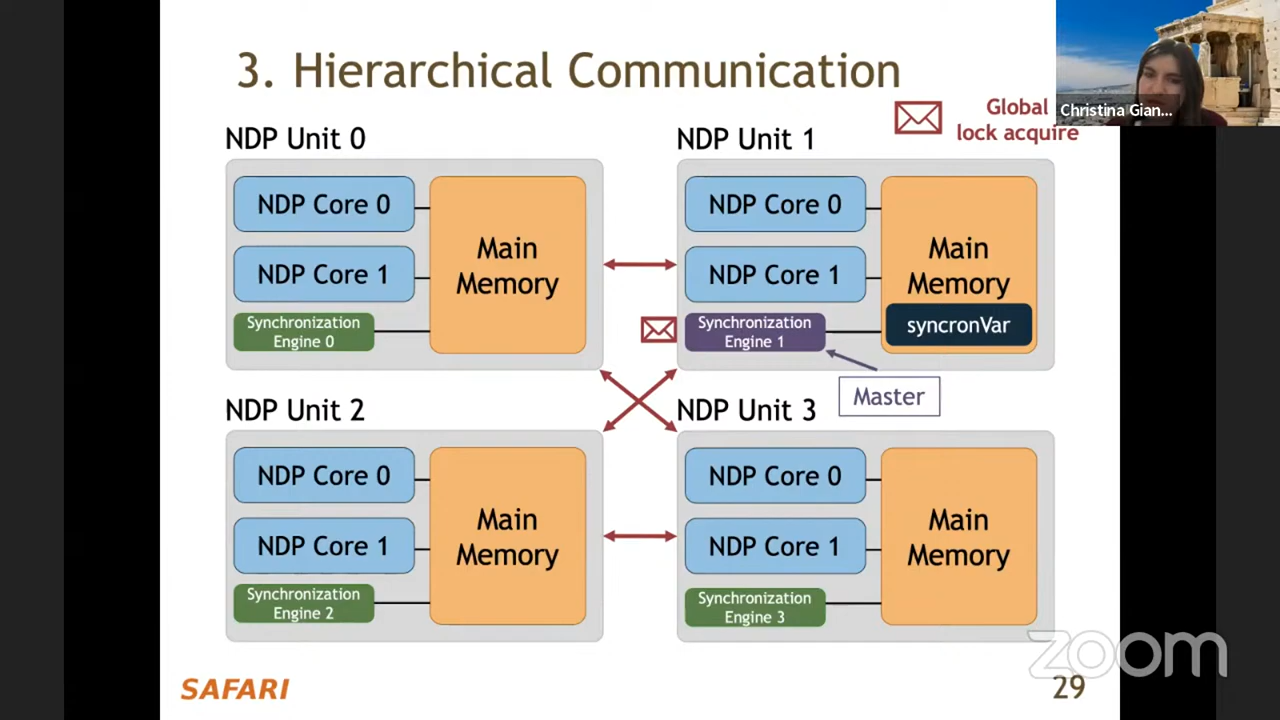 3. Hierarchical Communication
Global
lock acquire
Christina Gian...
NDP Unit 0
NDP Core 0
NDP Core 1
Synchronization
Engine 0
Main
Memory
NDP Unit 1
NDP Core 0
NDP Core 1
Synchronization
Engine 1
Main
Memory
syncronVar
Master
NDP Unit 2
NDP Core 0
NDP Core 1
Synchronization
Engine 2
Main
Memory
NDP Unit 3
NDP Core 0
NDP Core 1
Synchronization
Engine 3
Main
Memory
zoom
SAFARI
29